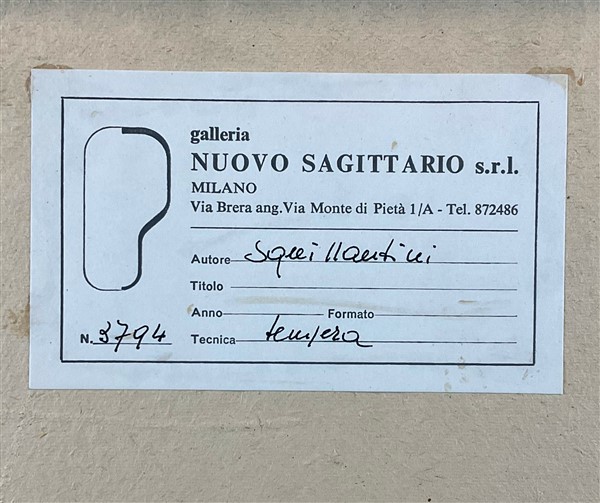 galleria
NUOVO SAGITTARIO s.r.l.
MILANO
Via Brera ang.Via Monte di Pietà 1/A - Tel. 872486
Autore Squillantini
Titolo
Anno Formato
N. 3794 Tecnica tempera